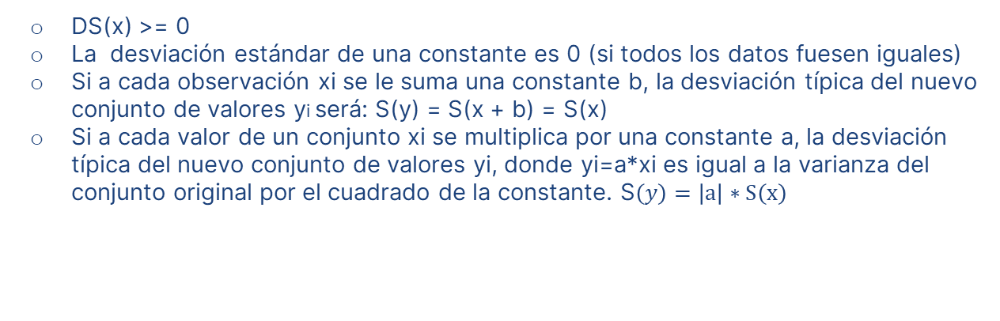 ○ DS(x) >= 0
○ La desviación estándar de una constante es 0 (si todos los datos fuesen iguales)
○ Si a cada observación xi se le suma una constante b, la desviación típica del nuevo
conjunto de valores yi será: S(y) = S(x + b) = S(x)
○ Si a cada valor de un conjunto xi se multiplica por una constante a, la desviación
típica del nuevo conjunto de valores yi, donde yi=a*xi es igual a la varianza del
conjunto original por el cuadrado de la constante. S(y) = |a| * S(x)